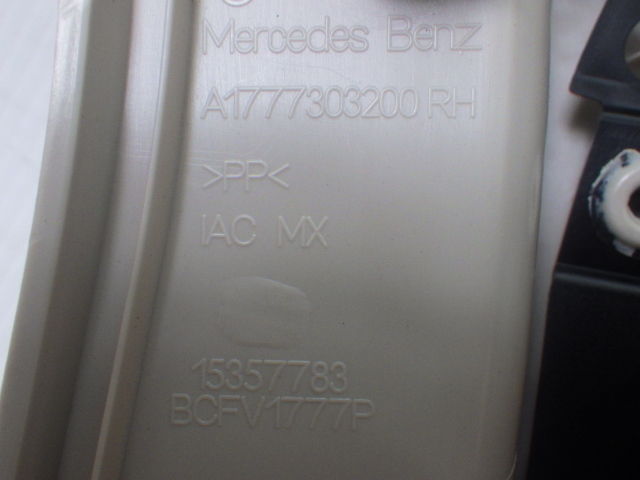 Mercedes Benz
A1777303200 RH
>PP<
IAC MX
15357783
BCFV1777P